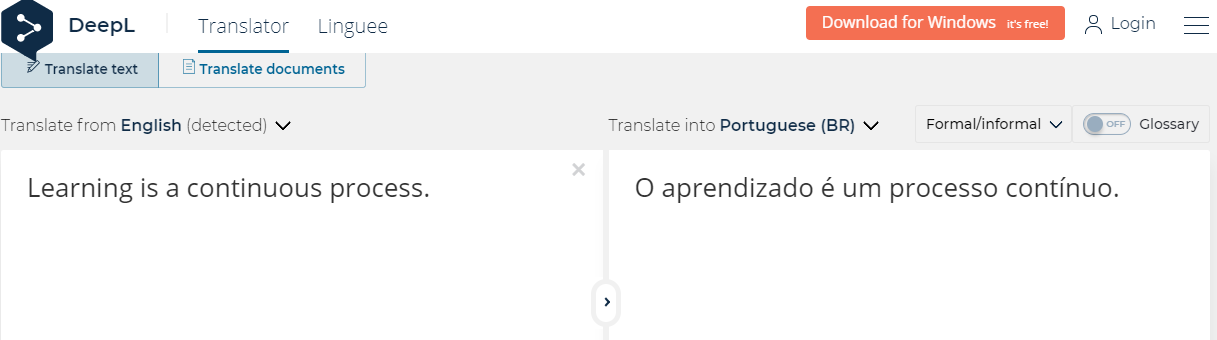 DeepL Translator Linguee Download for Windows it's free! Login
Translate text Translate documents
Translate from English (detected) Translate into Portuguese (BR) Formal/informal OFF Glossary
Learning is a continuous process. O aprendizado é um processo contínuo.